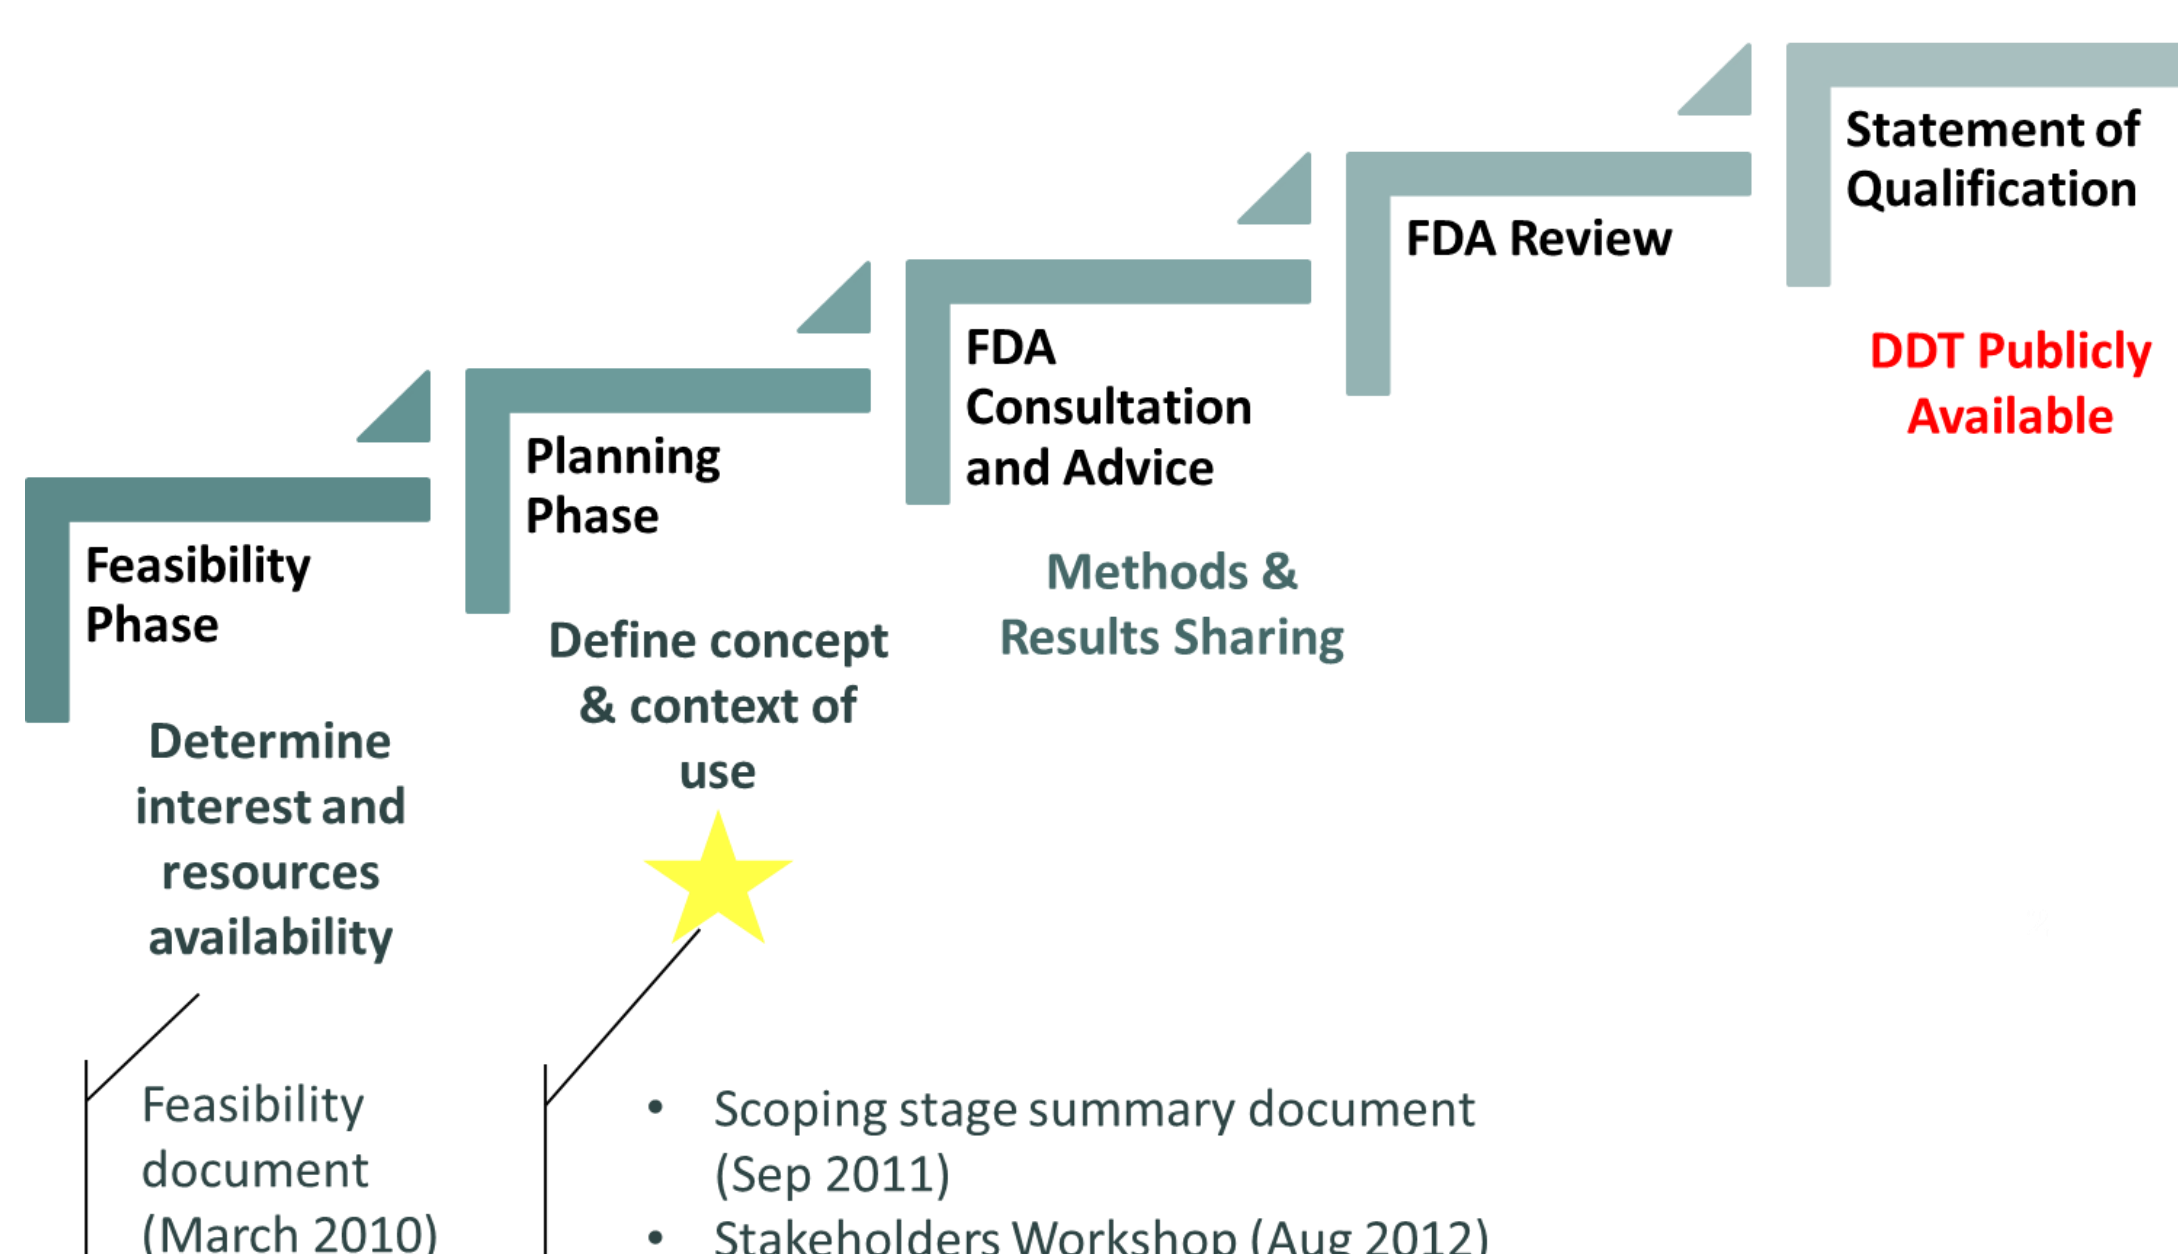 Statement of
Qualification
DDT Publicly
Available
FDA Review
FDA
Consultation
and Advice
Methods &
Results Sharing
Planning
Phase
Define concept
& context of
use
Feasibility
Phase
Determine
interest and
resources
availability
Feasibility
document
(March 2010)
• Scoping stage summary document
(Sep 2011)
• Stakeholders Workshop (Aug 2012)